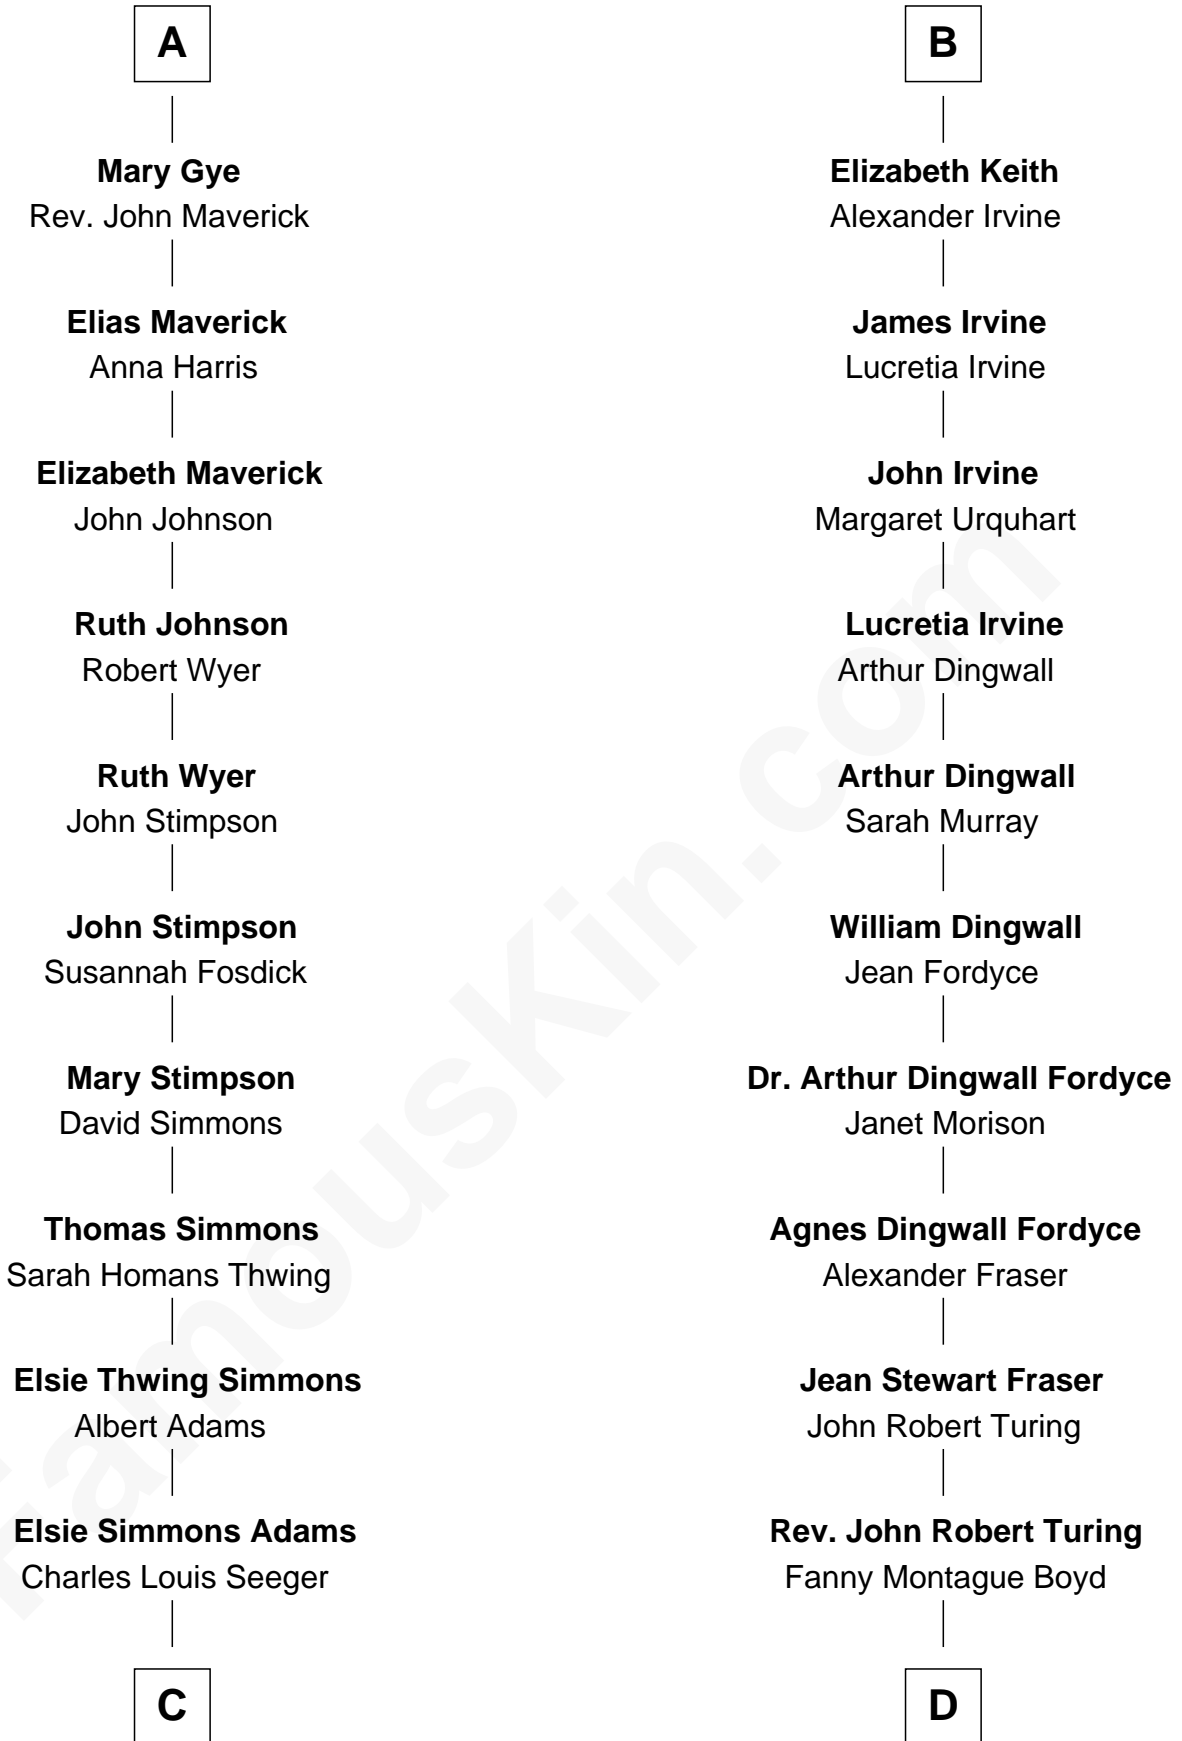 A
Mary Gye
Rev. John Maverick
Elias Maverick
Anna Harris
Elizabeth Maverick
John Johnson
Ruth Johnson
Robert Wyer
Ruth Wyer
John Stimpson
John Stimpson
Susannah Fosdick
Mary Stimpson
David Simmons
Thomas Simmons
Sarah Homans Thwing
Elsie Thwing Simmons
Albert Adams
Elsie Simmons Adams
Charles Louis Seeger
C
B
Elizabeth Keith
Alexander Irvine
James Irvine
Lucretia Irvine
John Irvine
Margaret Urquhart
Lucretia Irvine
Arthur Dingwall
Arthur Dingwall
Sarah Murray
William Dingwall
Jean Fordyce
Dr. Arthur Dingwall Fordyce
Janet Morison
Agnes Dingwall Fordyce
Alexander Fraser
Jean Stewart Fraser
John Robert Turing
Rev. John Robert Turing
Fanny Montague Boyd
D
FamousKin.com